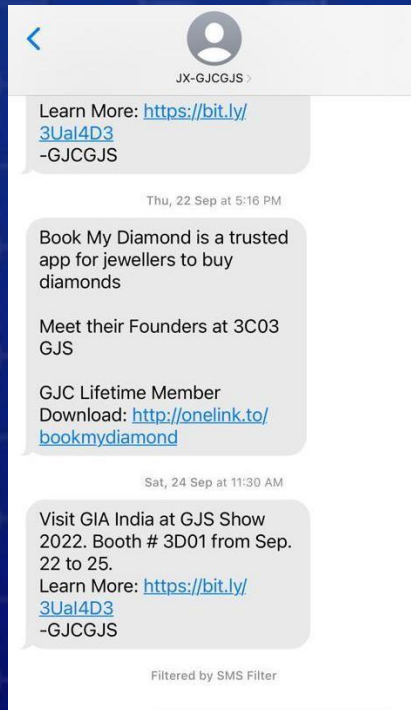 JX-GJCGJS
Learn More: https://bit.ly/
3Ual4D3
-GJCGJS
Thu, 22 Sep at 5:16 PM
Book My Diamond is a trusted
app for jewellers to buy
diamonds
Meet their Founders at 3C03
GJS
GJC Lifetime Member
Download: http://onelink.to/
bookmydiamond
Sat, 24 Sep at 11:30 AM
Visit GIA India at GJS Show
2022. Booth # 3D01 from Sep.
22 to 25.
Learn More: https://bit.ly/
3Ual4D3
-GJCGJS
Filtered by SMS Filter